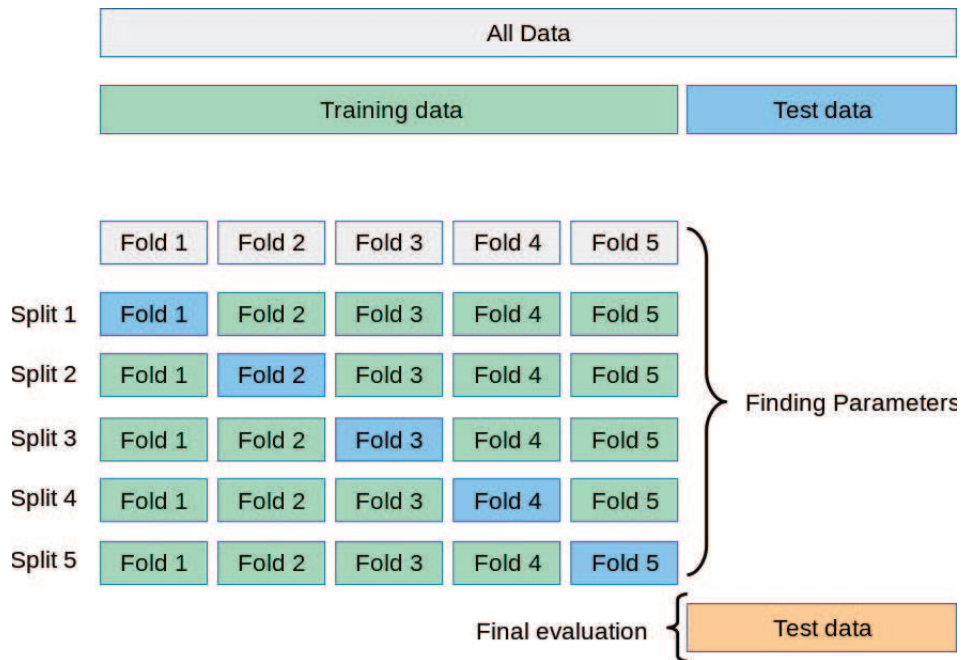 All Data
Training data Test data
Fold 1 Fold 2 Fold 3 Fold 4 Fold 5
Split 1 Fold 1 Fold 2 Fold 3 Fold 4 Fold 5
Split 2 Fold 1 Fold 2 Fold 3 Fold 4 Fold 5
Finding Parameters
Split 3 Fold 1 Fold 2 Fold 3 Fold 4 Fold 5
Split 4 Fold 1 Fold 2 Fold 3 Fold 4 Fold 5
Split 5 Fold 1 Fold 2 Fold 3 Fold 4 Fold 5
Final evaluation Test data